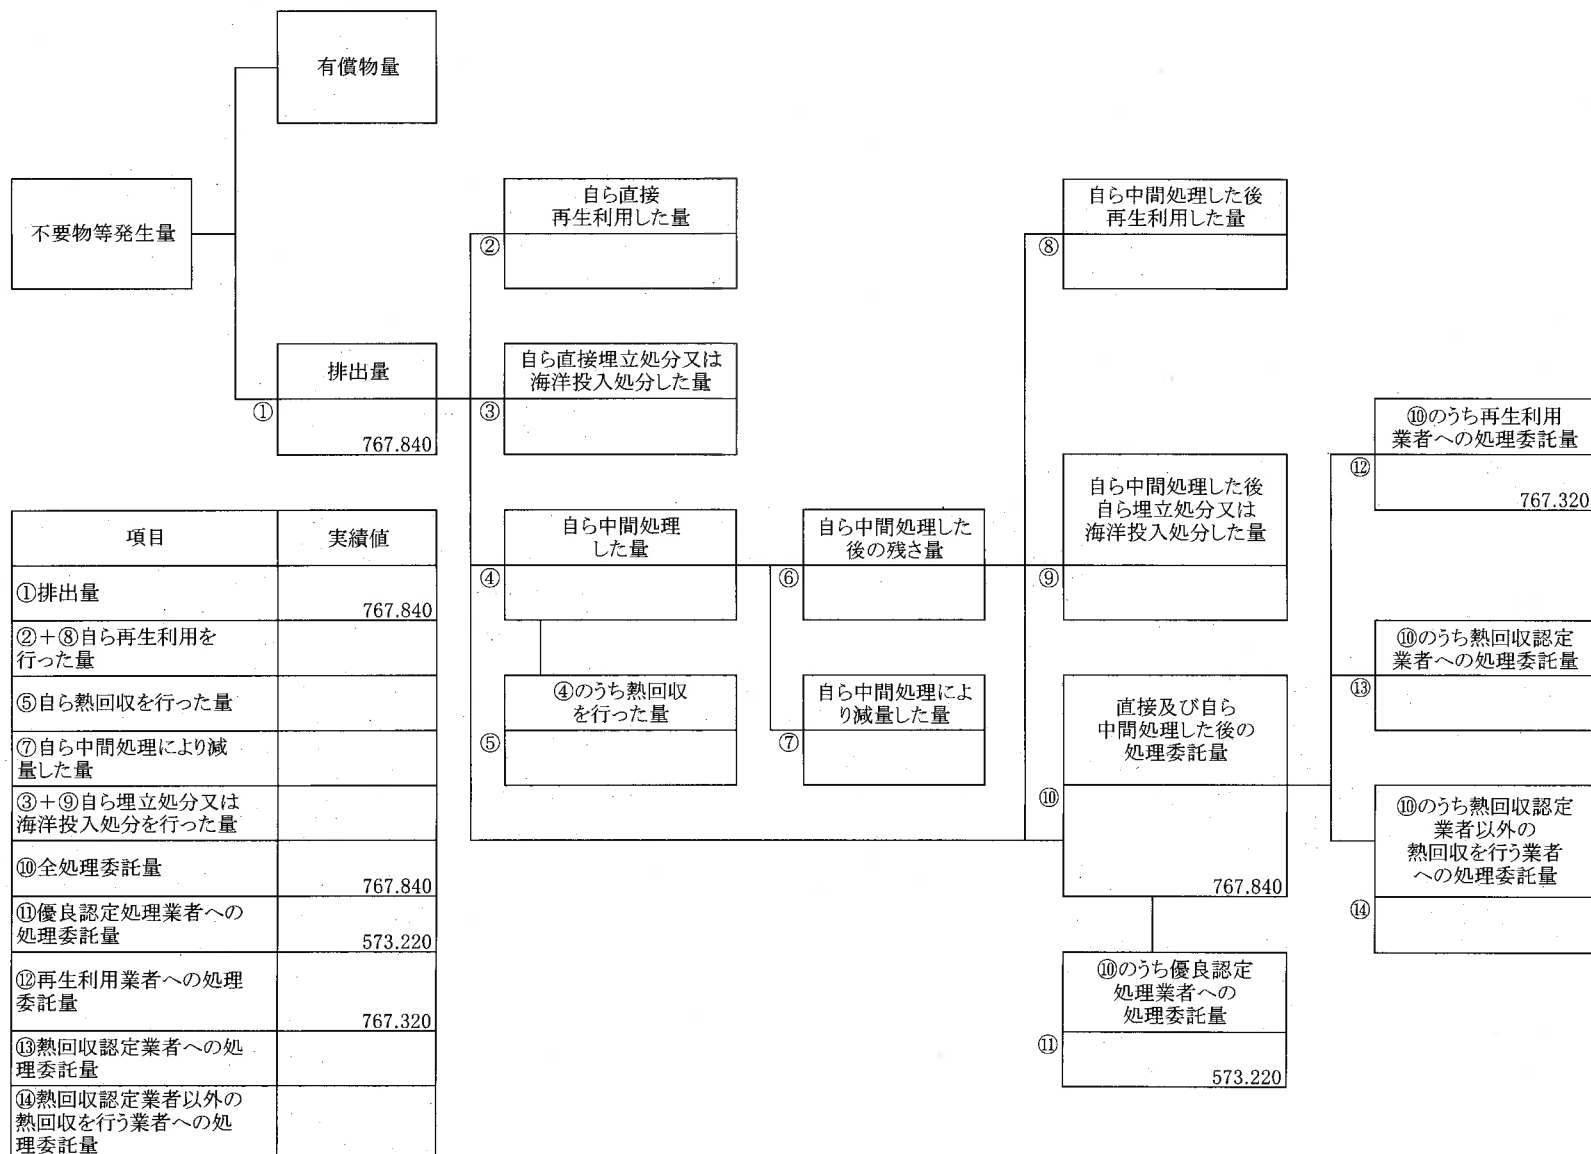 有償物量
不要物等発生量
排出量
①
767.840
自ら直接
再生利用した量
②
自ら直接埋立処分又は
海洋投入処分した量
③
自ら中間処理
した量
④
④のうち熱回収
を行った量
⑤
自ら中間処理した
後の残さ量
⑥
自ら中間処理によ
り減量した量
⑦
自ら中間処理した後
再生利用した量
⑧
自ら中間処理した後
自ら埋立処分又は
海洋投入処分した量
⑨
直接及び自ら
中間処理した後の
処理委託量
⑩
767.840
⑩のうち優良認定
処理業者への
処理委託量
⑪
573.220
⑩のうち再生利用
業者への処理委託量
⑫
767.320
⑩のうち熱回収認定
業者への処理委託量
⑬
⑩のうち熱回収認定
業者以外の
熱回収を行う業者
への処理委託量
⑭
項目 実績値
①排出量 767.840
②+⑧自ら再生利用を
行った量
⑤自ら熱回収を行った量
⑦自ら中間処理により減
量した量
③+⑨自ら埋立処分又は
海洋投入処分を行った量
⑩全処理委託量 767.840
⑪優良認定処理業者への
処理委託量 573.220
⑫再生利用業者への処理
委託量 767.320
⑬熱回収認定業者への処
理委託量
⑭熱回収認定業者以外の
熱回収を行う業者への処
理委託量